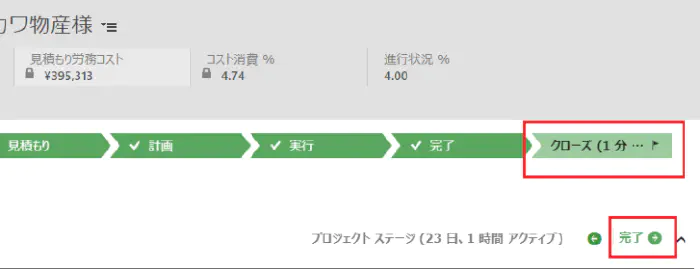 カワ物産様
見積もり労務コスト
¥395,313
コスト消費 %
4.74
進行状況 %
4.00
見積もり
計画
実行
完了
クローズ (1 分 …
プロジェクト ステージ (23 日、1 時間 アクティブ)
完了